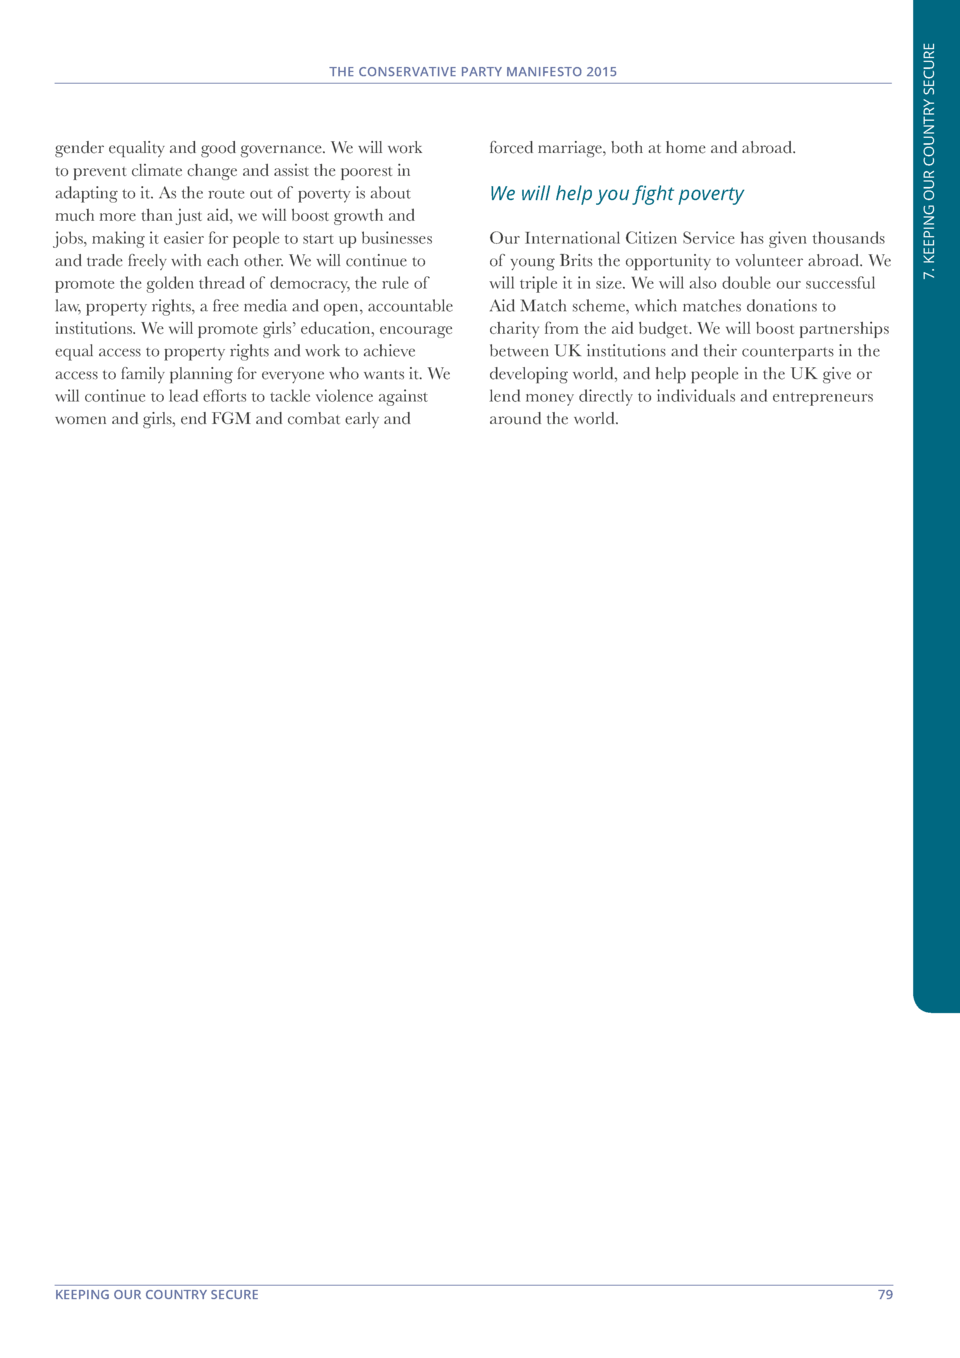 THE CONSERVATIVE PARTY MANIFESTO 2015
gender equality and good governance. We will work
to prevent climate change and assist the poorest in
adapting to it. As the route out of poverty is about
much more than just aid, we will boost growth and
jobs, making it easier for people to start up businesses
and trade freely with each other. We will continue to
promote the golden thread of democracy, the rule of
law, property rights, a free media and open, accountable
institutions. We will promote girls’ education, encourage
equal access to property rights and work to achieve
access to family planning for everyone who wants it. We
will continue to lead efforts to tackle violence against
women and girls, end FGM and combat early and
forced marriage, both at home and abroad.
We will help you fight poverty
Our International Citizen Service has given thousands
of young Brits the opportunity to volunteer abroad. We
will triple it in size. We will also double our successful
Aid Match scheme, which matches donations to
charity from the aid budget. We will boost partnerships
between UK institutions and their counterparts in the
developing world, and help people in the UK give or
lend money directly to individuals and entrepreneurs
around the world.
7. KEEPING OUR COUNTRY SECURE
KEEPING OUR COUNTRY SECURE
79